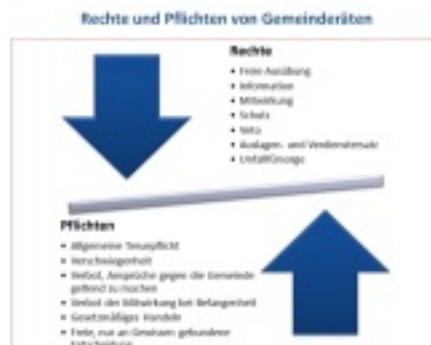 Rechte und Pflichten von Gemeinderäten
Rechte
• Freie Ausübung
• Information
• Mitwirkung
• Schutz
• Veto
• Auslagen- und Verdienstersatz
• Unfallfürsorge
Pflichten
• Allgemeine Treuepflicht
• Verschwiegenheit
• Verbot, Ansprüche gegen die Gemeinde
geltend zu machen
• Verbot der Mitwirkung bei Befangenheit
• Gesetzmäßiges Handeln
• Freie, nur an Gewissen gebundene
Entscheidung